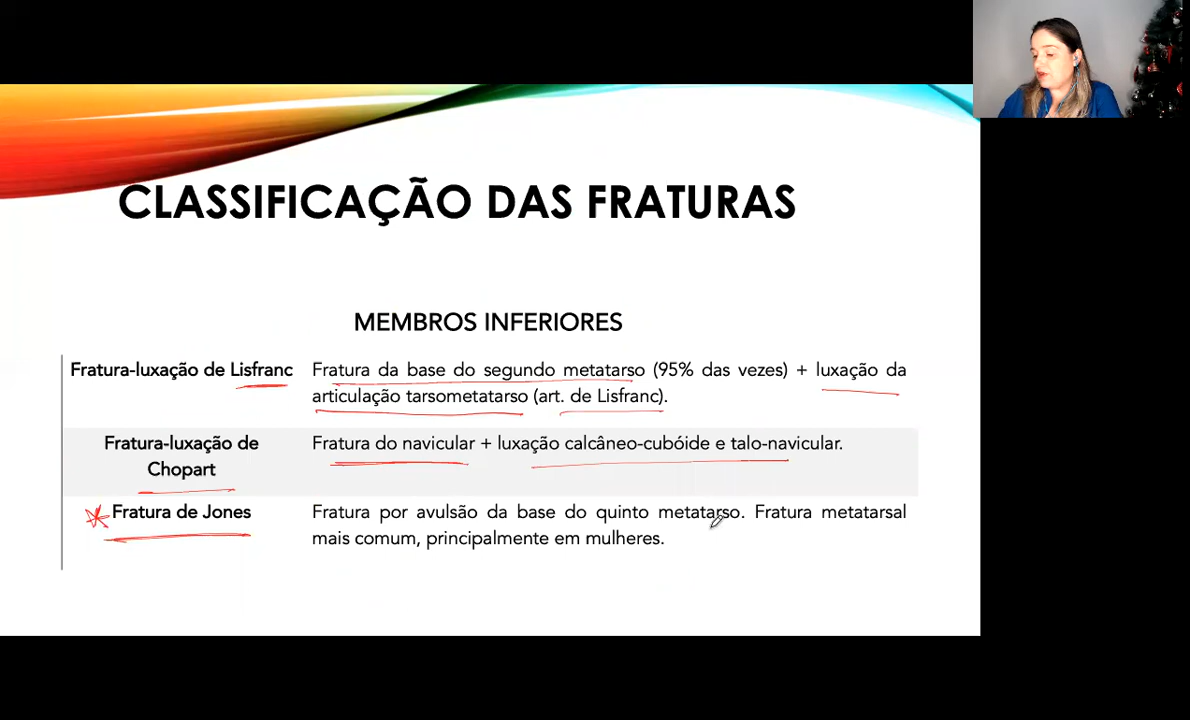 CLASSIFICAÇÃO DAS FRATURAS
MEMBROS INFERIORES
Fratura-luxação de Lisfranc
Fratura da base do segundo metatarso (95% das vezes) + luxação da
articulação tarsometatarso (art. de Lisfranc).
Fratura-luxação de
Chopart
Fratura do navicular + luxação calcâneo-cubóide e talo-navicular.
Fratura de Jones
Fratura por avulsão da base do quinto metatarso. Fratura metatarsal
mais comum, principalmente em mulheres.